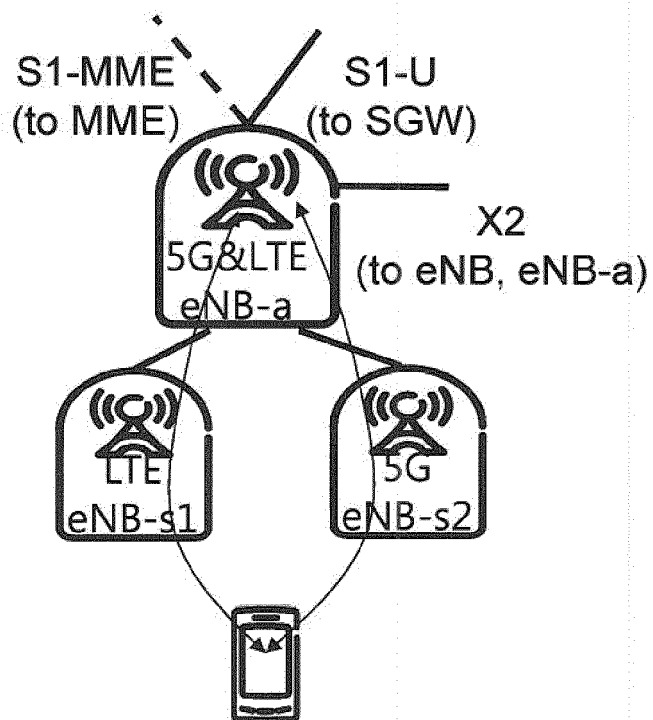 S1-MME
(to MME)
S1-U
(to SGW)
5G&LTE
eNB-a
X2
(to eNB, eNB-a)
LTE
eNB-s1
5G
eNB-s2